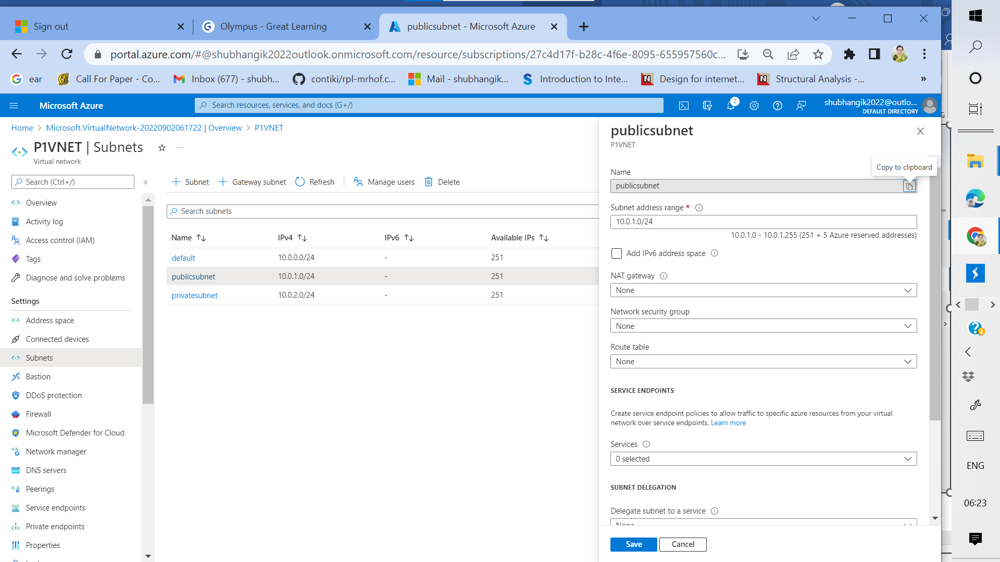 Sign out
Olympus - Great Learning
publicsubnet - Microsoft Azure
portal.azure.com/#@shubhangik2022outlook.onmicrosoft.com/resource/subscriptions/27c4d17f-b28c-4f6e-8095-655957560c...
ear
Call For Paper - Co...
Inbox (677) - shubh...
contiki/rpl-mrhof.c...
Mail - shubhangik...
Introduction to Inte...
Design for internet...
Structural Analysis -...
»
Microsoft Azure
Search resources, services, and docs (G+/)
2
shubhangik2022@outlo...
DEFAULT DIRECTORY
Home > Microsoft.VirtualNetwork-20220902061722 | Overview > P1VNET
P1VNET | Subnets
...
Virtual network
Search (Ctrl+/)
«
Overview
Activity log
Access control (IAM)
Tags
Diagnose and solve problems
Settings
Address space
Connected devices
Subnets
Bastion
DDoS protection
Firewall
Microsoft Defender for Cloud
Network manager
DNS servers
Peerings
Service endpoints
Private endpoints
Properties
+ Subnet
+ Gateway subnet
Refresh
Manage users
Delete
Search subnets
Name ↑↓ IPv4 ↑↓ IPv6 ↑↓ Available IPs ↑↓
default 10.0.0.0/24 - 251
publicsubnet 10.0.1.0/24 - 251
privatesubnet 10.0.2.0/24 - 251
publicsubnet
P1VNET
Copy to clipboard
Name
publicsubnet
Subnet address range *
10.0.1.0/24
10.0.1.0 - 10.0.1.255 (251 + 5 Azure reserved addresses)
Add IPv6 address space
NAT gateway
None
Network security group
None
Route table
None
SERVICE ENDPOINTS
Create service endpoint policies to allow traffic to specific azure resources from your virtual
network over service endpoints. Learn more
Services
0 selected
SUBNET DELEGATION
Delegate subnet to a service
None
Save
Cancel
ENG
06:23